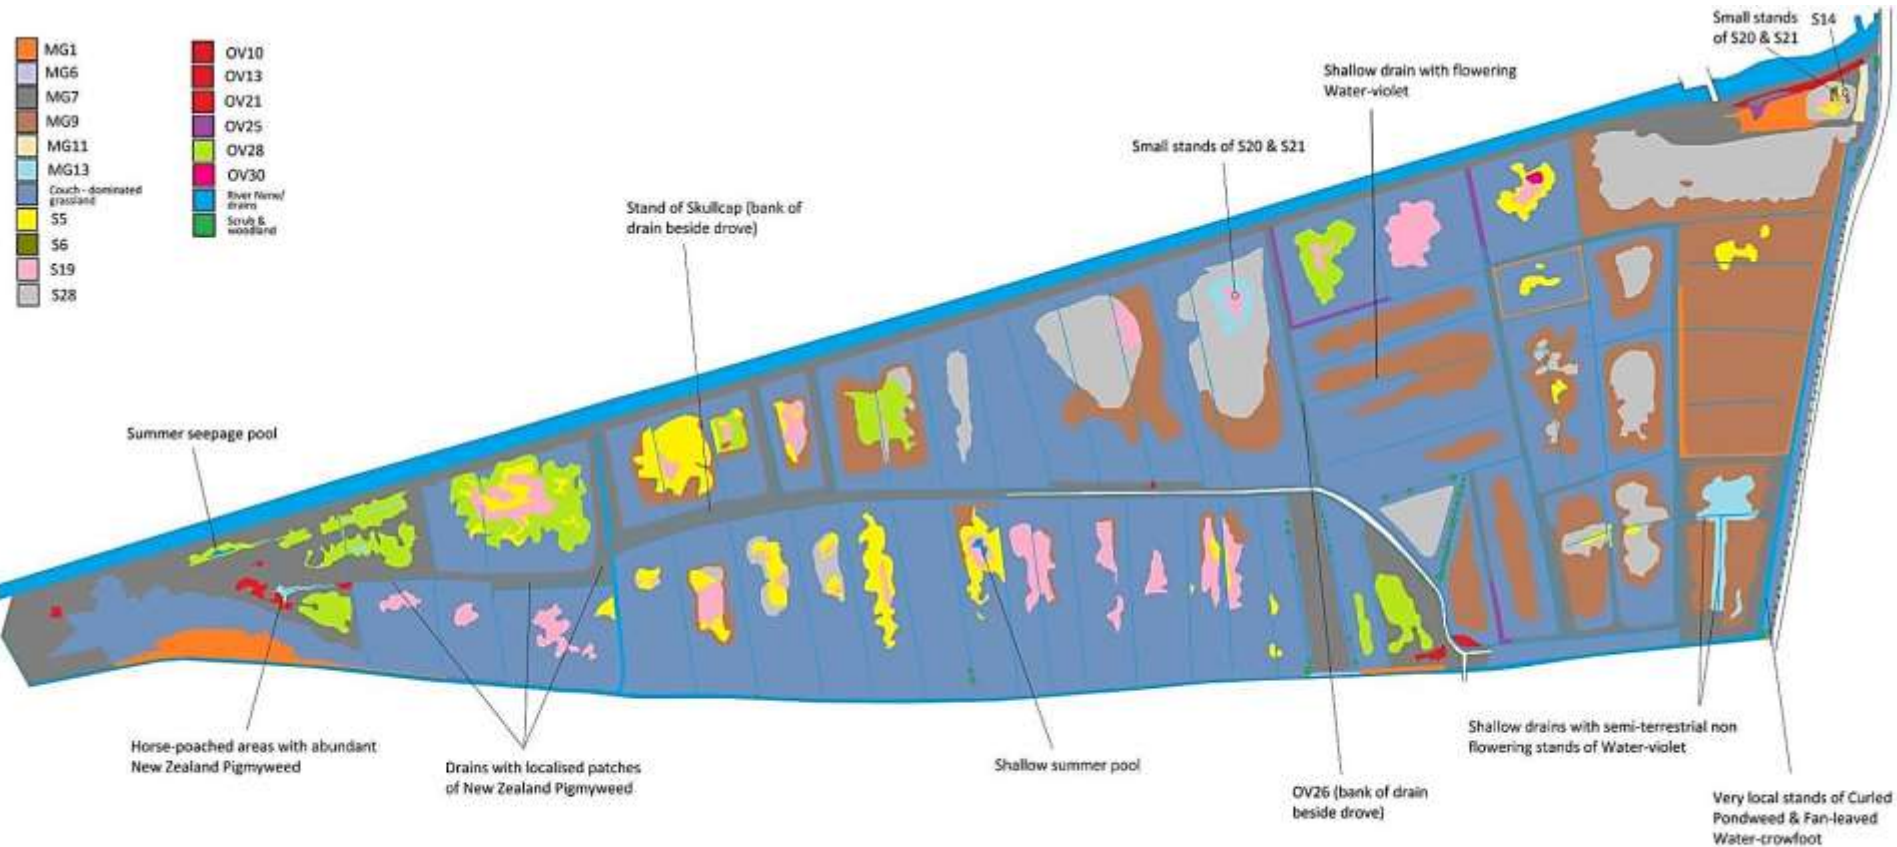 MG1
MG6
MG7
MG9
MG11
MG13
Couch - dominated
grassland
S5
S6
S19
S28
OV10
OV13
OV21
OV25
OV28
OV30
River Nene/
drains
Scrub &
woodland
Summer seepage pool
Stand of Skullcap (bank of
drain beside drove)
Small stands of S20 & S21
Shallow drain with flowering
Water-violet
Small stands
of S20 & S21
S14
Horse-poached areas with abundant
New Zealand Pigmyweed
Drains with localised patches
of New Zealand Pigmyweed
Shallow summer pool
OV26 (bank of drain
beside drove)
Shallow drains with semi-terrestrial non
flowering stands of Water-violet
Very local stands of Curled
Pondweed & Fan-leaved
Water-crowfoot